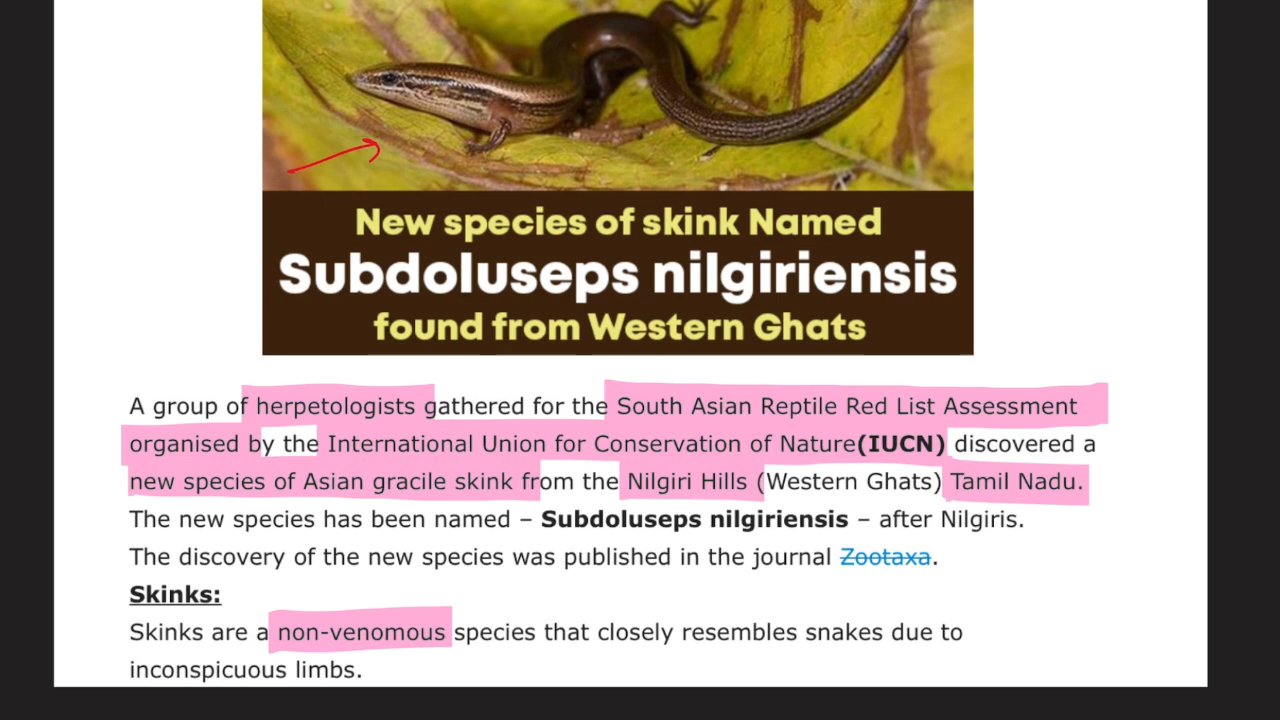 New species of skink Named
Subdoluseps nilgiriensis
found from Western Ghats
A group of herpetologists gathered for the South Asian Reptile Red List Assessment
organised by the International Union for Conservation of Nature(IUCN) discovered a
new species of Asian gracile skink from the Nilgiri Hills (Western Ghats) Tamil Nadu.
The new species has been named – Subdoluseps nilgiriensis – after Nilgiris.
The discovery of the new species was published in the journal Zootaxa.
Skinks:
Skinks are a non-venomous species that closely resembles snakes due to
inconspicuous limbs.